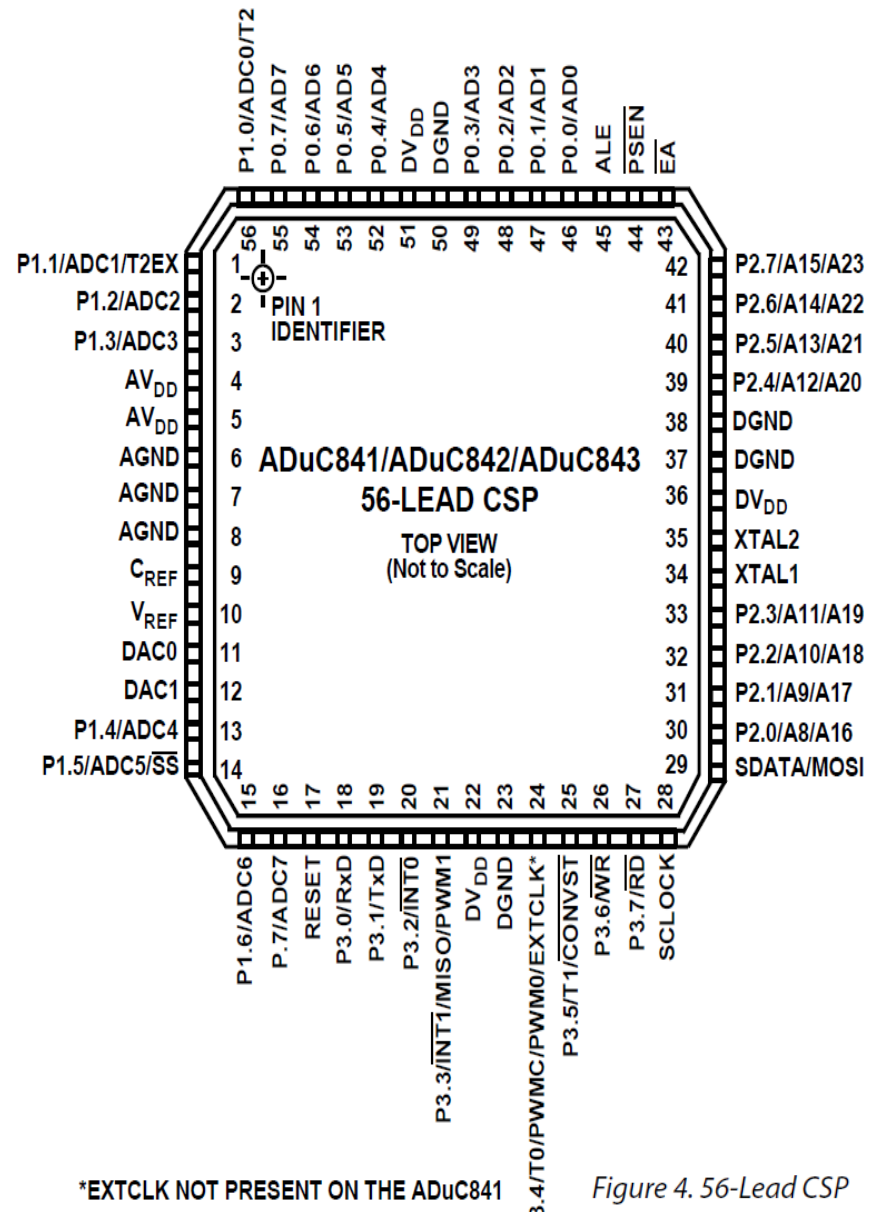 P1.0/ADC0/T2
P0.7/AD7
P0.6/AD6
P0.5/AD5
P0.4/AD4
DVDD
DGND
P0.3/AD3
P0.2/AD2
P0.1/AD1
P0.0/AD0
ALE
PSEN
EA
56
55
54
53
52
51
50
49
48
47
46
45
44
43
P1.1/ADC1/T2EX
1
P1.2/ADC2
2
P1.3/ADC3
3
AVDD
4
AVDD
5
AGND
6
AGND
7
AGND
8
CREF
9
VREF
10
DAC0
11
DAC1
12
P1.4/ADC4
13
P1.5/ADC5/SS
14
PIN 1
IDENTIFIER
ADuC841/ADuC842/ADuC843
56-LEAD CSP
TOP VIEW
(Not to Scale)
42
P2.7/A15/A23
41
P2.6/A14/A22
40
P2.5/A13/A21
39
P2.4/A12/A20
38
DGND
37
DGND
36
DVDD
35
XTAL2
34
XTAL1
33
P2.3/A11/A19
32
P2.2/A10/A18
31
P2.1/A9/A17
30
P2.0/A8/A16
29
SDATA/MOSI
15
16
17
18
19
20
21
22
23
24
25
26
27
28
P1.6/ADC6
P.7/ADC7
RESET
P3.0/RxD
P3.1/TxD
P3.2/INT0
P3.3/INT1/MISO/PWM1
DVDD
DGND
3.4/T0/PWMC/PWM0/EXTCLK*
P3.5/T1/CONVST
P3.6/WR
P3.7/RD
SCLOCK
*EXTCLK NOT PRESENT ON THE ADuC841
Figure 4. 56-Lead CSP